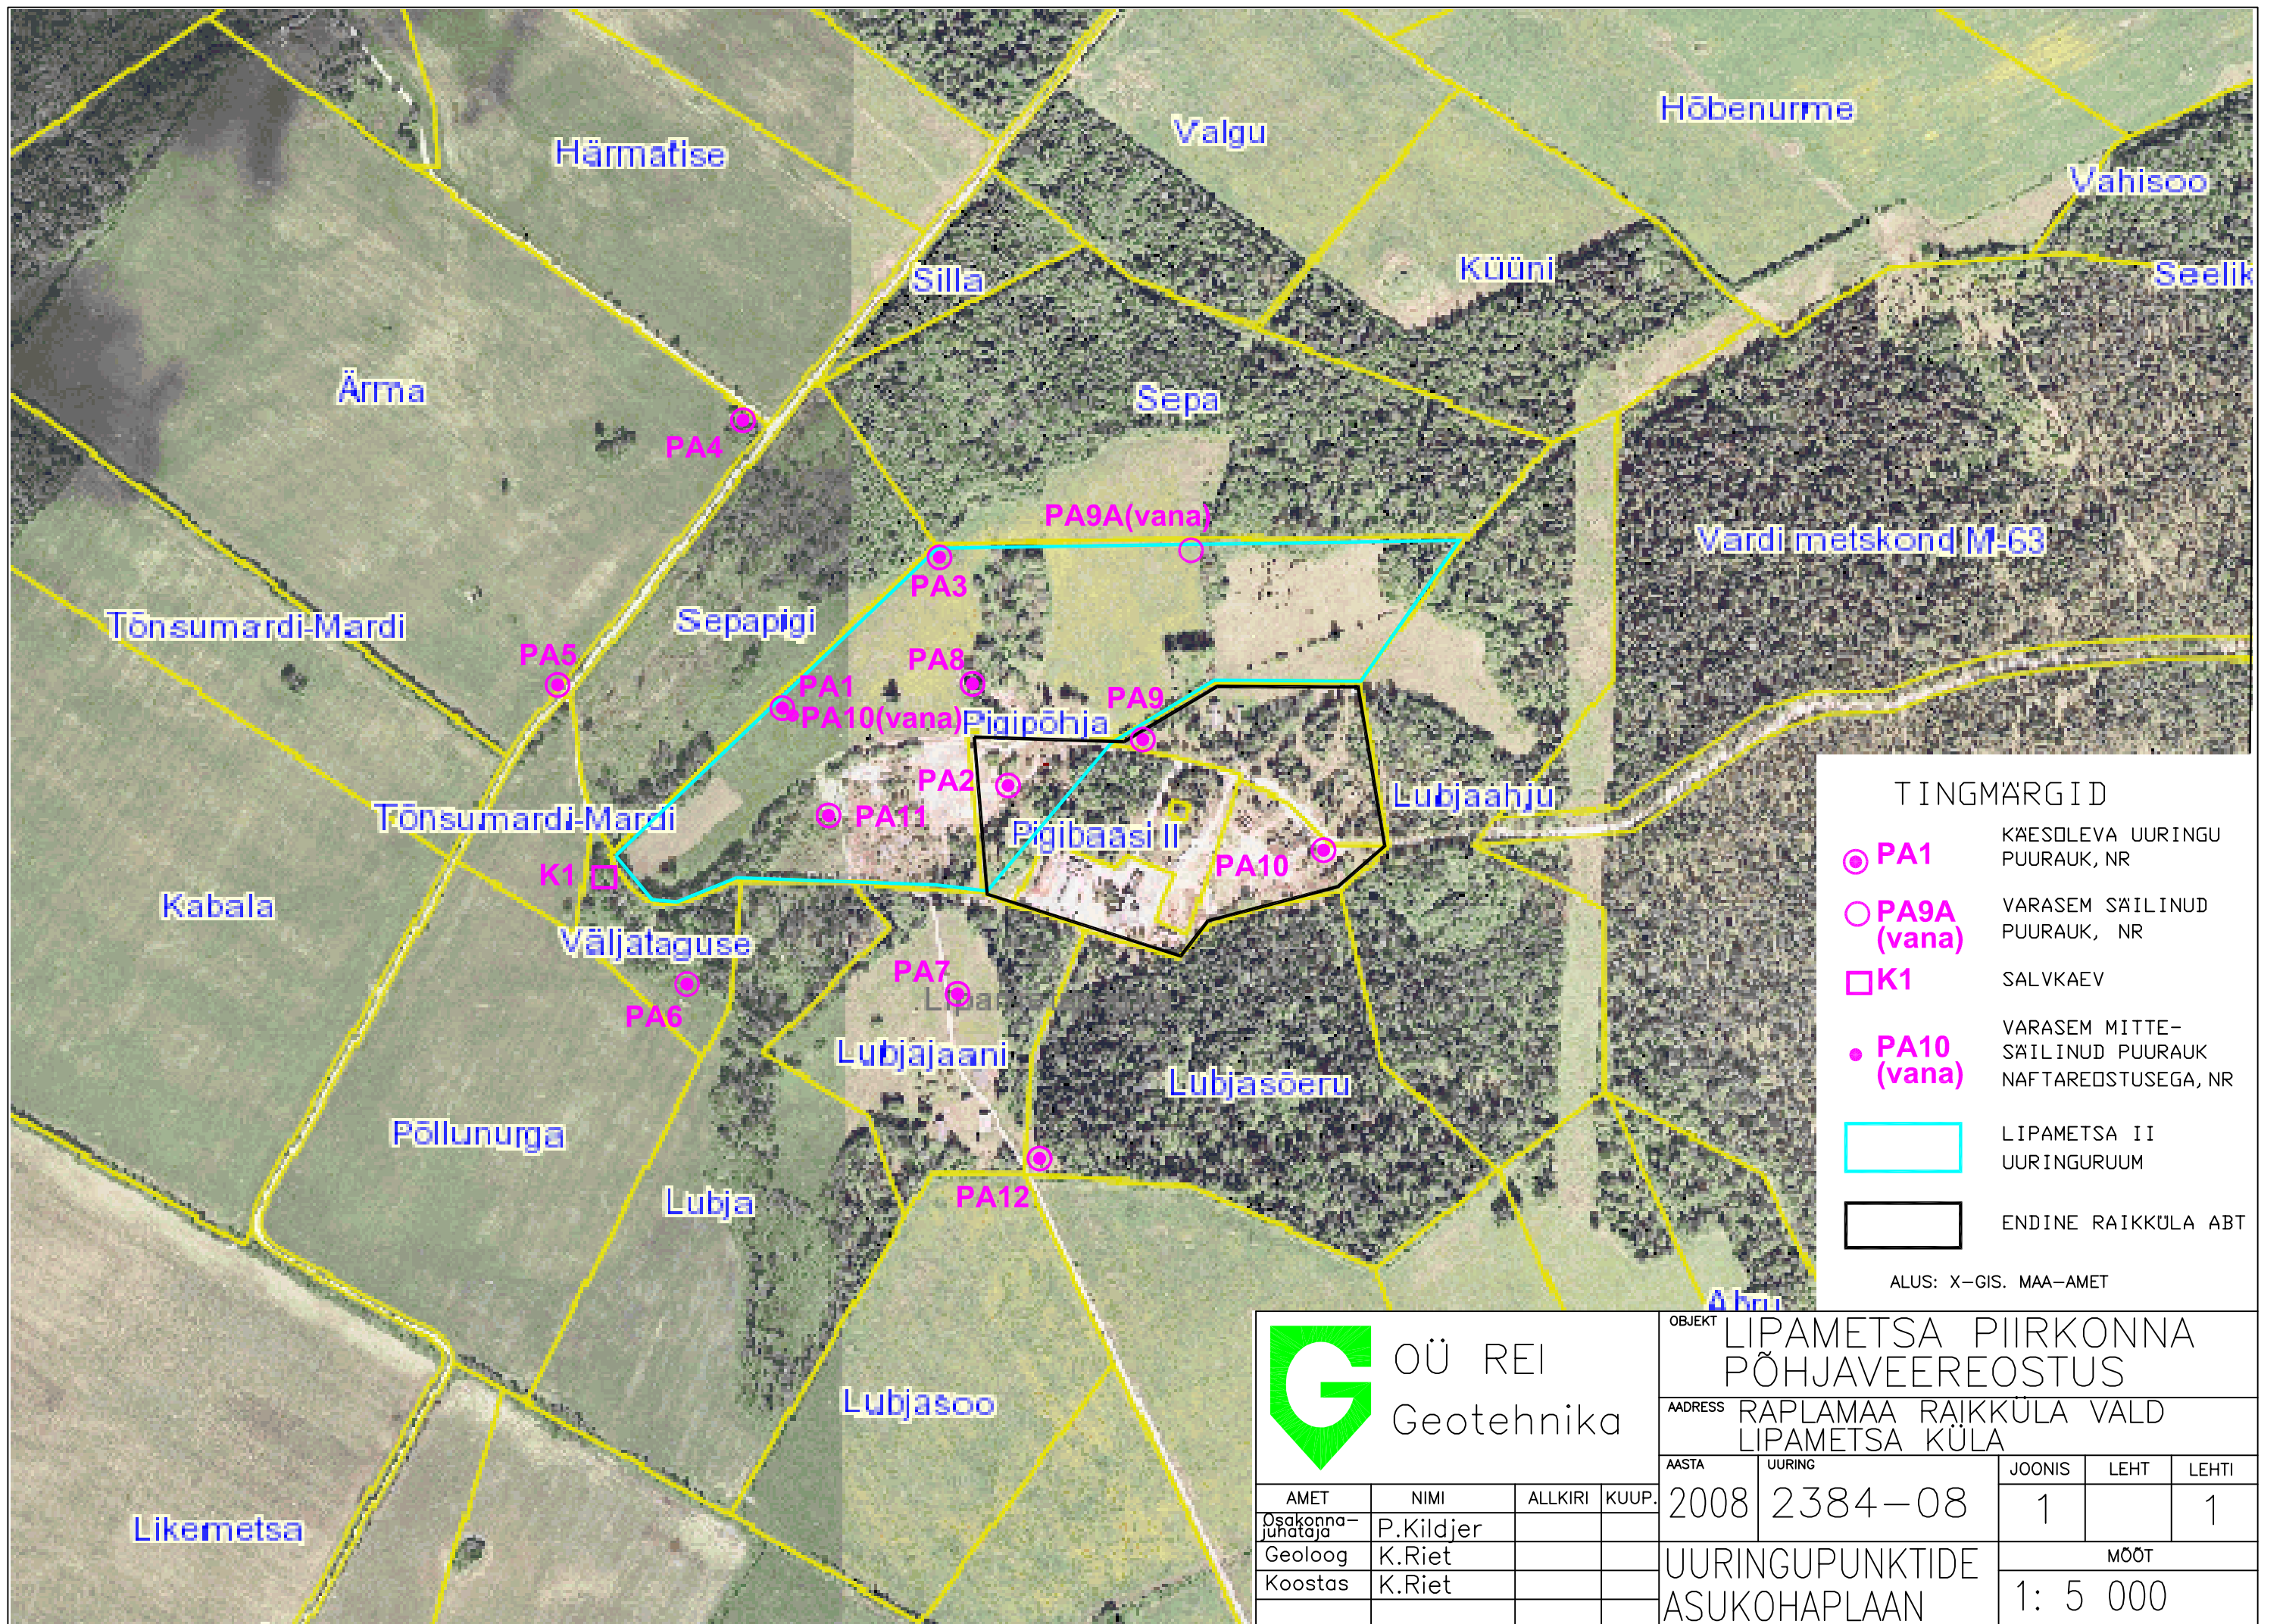 Hõbenurme
Valgu
Härmatise
Vahisoo
Silla
Küüni
Seelik
Ärma
Sepa
PA4
PA9A(vana)
Vardi metskond M-63
PA3
Tõnsumardi-Mardi
Sepapigi
PA5
PA8
PA1
PA9
PA10(vana)
Pigipõhja
PA2
Lubjaahju
PA11
Tõnsumardi-Mardi
Pigibaasi II
PA10
K1
Kabala
Väljataguse
PA7
PA6
Lubjajaani
Lubjasõeru
Põllunurga
PA12
Lubja
Lubjasoo
Likemetsa
TINGMÄRGID
PA1
KÄESOLEVA UURINGU
PUURAUK, NR
PA9A
(vana)
VARASEM SÄILINUD
PUURAUK, NR
K1
SALVKAEV
PA10
(vana)
VARASEM MITTE-
SÄILINUD PUURAUK
NAFTAREOSTUSEGA, NR
LIPAMETSA II
UURINGURUUM
ENDINE RAIKKÜLA ABT
ALUS: X-GIS. MAA-AMET
OÜ REI
Geotehnika
OBJEKT
LIPAMETSA PIIRKONNA
PÕHJAVEEREOSTUS
AADRESS
RAPLAMAA RAIKKÜLA VALD
LIPAMETSA KÜLA
AASTA UURING JOONIS LEHT LEHTI
2008 2384-08 1 1
AMET NIMI ALLKIRI KUUP.
Osakonna-
juhataja P.Kildjer
Geoloog K.Riet
Koostas K.Riet
UURINGUPUNKTIDE
ASUKOHAPLAAN
MÕÕT
1: 5 000